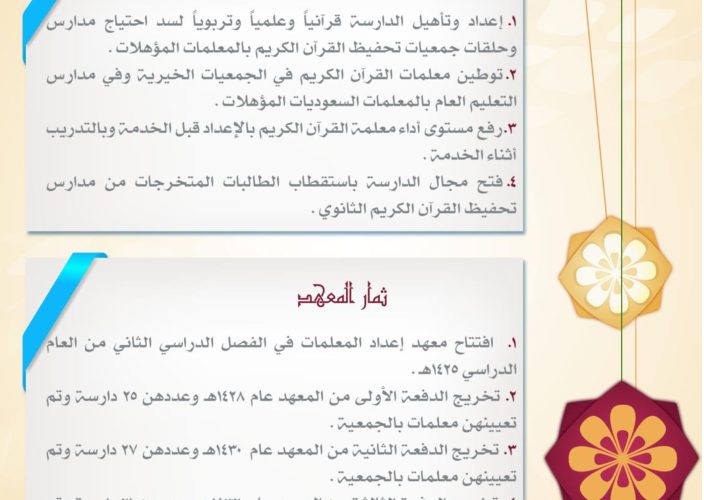 ١. إعداد وتأهيل الدارسة قرآنياً وعلمياً وتربوياً لسد احتياج مدارس
وحلقات جمعيات تحفيظ القرآن الكريم بالمعلمات المؤهلات .
٢. توطين معلمات القرآن الكريم في الجمعيات الخيرية وفي مدارس
التعليم العام بالمعلمات السعوديات المؤهلات .
٣. رفع مستوى أداء معلمة القرآن الكريم بالإعداد قبل الخدمة وبالتدريب
أثناء الخدمة .
٤. فتح مجال الدارسة باستقطاب الطالبات المتخرجات من مدارس
تحفيظ القرآن الكريم الثانوي .
ثمار المعهد
١. افتتاح معهد إعداد المعلمات في الفصل الدراسي الثاني من العام
الدراسي ١٤٢٥هـ .
٢. تخريج الدفعة الأولى من المعهد عام ١٤٢٨هـ وعددهن ٢٥ دارسة وتم
تعيينهن معلمات بالجمعية .
٣. تخريج الدفعة الثانية من المعهد عام ١٤٣٠هـ وعددهن ٢٧ دارسة وتم
تعيينهن معلمات بالجمعية .